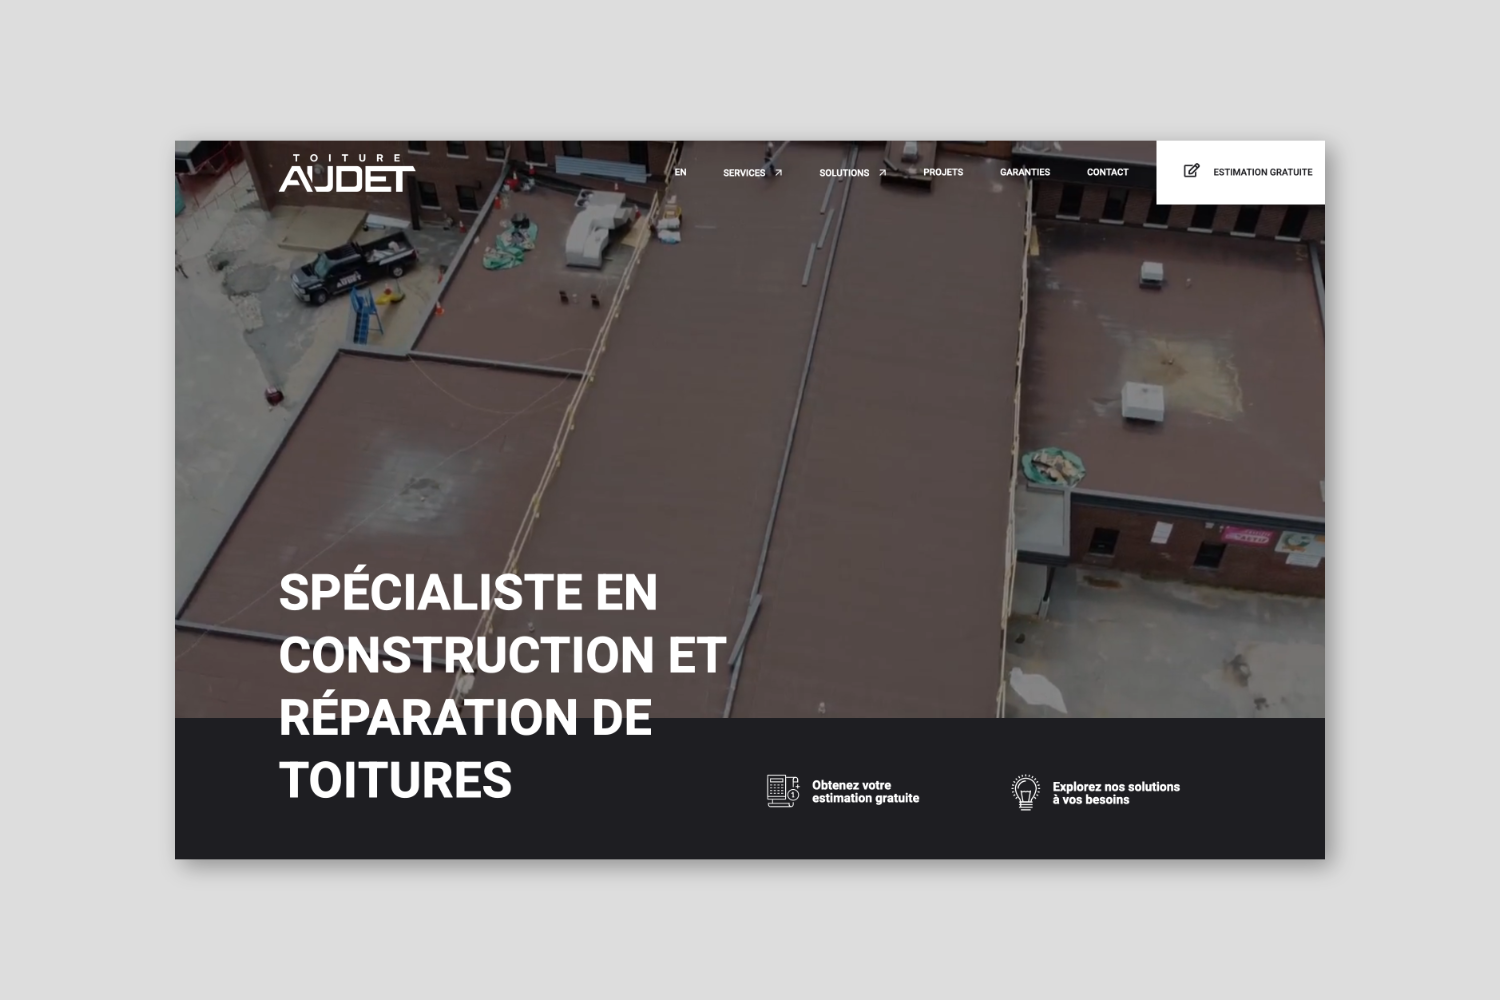 TOITURE
AUDET
EN
SERVICES
SOLUTIONS
PROJETS
GARANTIES
CONTACT
ESTIMATION GRATUITE
SPÉCIALISTE EN
CONSTRUCTION ET
RÉPARATION DE
TOITURES
Obtenez votre
estimation gratuite
Explorez nos solutions
à vos besoins